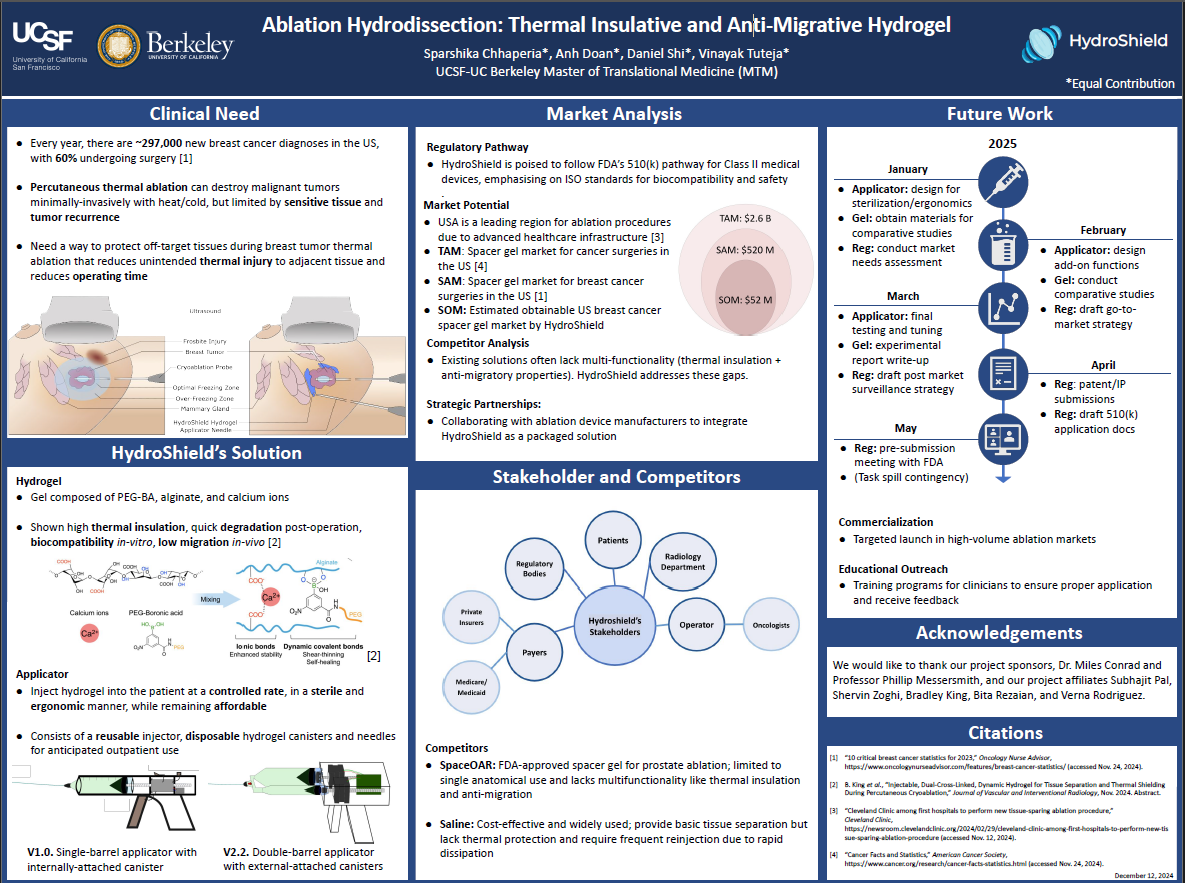 UCSF
University of California
San Francisco
Berkeley
UNIVERSITY OF CALIFORNIA
Ablation Hydrodissection: Thermal Insulative and Anti-Migrative Hydrogel
Sparshika Chhaperia*, Anh Doan*, Daniel Shi*, Vinayak Tuteja*
UCSF-UC Berkeley Master of Translational Medicine (MTM)
HydroShield
*Equal Contribution
Clinical Need
• Every year, there are ~297,000 new breast cancer diagnoses in the US,
with 60% undergoing surgery [1]
• Percutaneous thermal ablation can destroy malignant tumors
minimally-invasively with heat/cold, but limited by sensitive tissue and
tumor recurrence
• Need a way to protect off-target tissues during breast tumor thermal
ablation that reduces unintended thermal injury to adjacent tissue and
reduces operating time
Ultrasound
Frosbite Injury
Breast Tumor
Cryoablation Probe
Optimal Freezing Zone
Over-Freezing Zone
Mammary Gland
HydroShield Hydrogel
Applicator Needle
HydroShield's Solution
Hydrogel
• Gel composed of PEG-BA, alginate, and calcium ions
• Shown high thermal insulation, quick degradation post-operation,
biocompatibility in-vitro, low migration in-vivo [2]
Calcium ions
Ca²⁺
PEG-Boronic acid
Mixing
Alginate
Ca²⁺
PEG
Ionic bonds
Enhanced stability
Dynamic covalent bonds
Shear-thinning
Self-healing
[2]
Applicator
• Inject hydrogel into the patient at a controlled rate, in a sterile and
ergonomic manner, while remaining affordable
• Consists of a reusable injector, disposable hydrogel canisters and needles
for anticipated outpatient use
V1.0. Single-barrel applicator with
internally-attached canister
V2.2. Double-barrel applicator
with external-attached canisters
Market Analysis
Regulatory Pathway
• HydroShield is poised to follow FDA's 510(k) pathway for Class II medical
devices, emphasising on ISO standards for biocompatibility and safety
.
Market Potential
• USA is a leading region for ablation procedures
due to advanced healthcare infrastructure [3]
• TAM: Spacer gel market for cancer surgeries in
the US [4]
• SAM: Spacer gel market for breast cancer
surgeries in the US [1]
• SOM: Estimated obtainable US breast cancer
spacer gel market by HydroShield
TAM: $2.6 B
SAM: $520 M
SOM: $52 M
Competitor Analysis
• Existing solutions often lack multi-functionality (thermal insulation +
anti-migratory properties). HydroShield addresses these gaps.
Strategic Partnerships:
• Collaborating with ablation device manufacturers to integrate
HydroShield as a packaged solution
Stakeholder and Competitors
Patients
Regulatory
Bodies
Radiology
Department
Private
Insurers
Hydroshield's
Stakeholders
Operator
Oncologists
Payers
Medicare/
Medicaid
Competitors
• SpaceOAR: FDA-approved spacer gel for prostate ablation; limited to
single anatomical use and lacks multifunctionality like thermal insulation
and anti-migration
• Saline: Cost-effective and widely used; provide basic tissue separation but
lack thermal protection and require frequent reinjection due to rapid
dissipation
Future Work
2025
January
• Applicator: design for
sterilization/ergonomics
• Gel: obtain materials for
comparative studies
• Reg: conduct market
needs assessment
February
• Applicator: design
add-on functions
• Gel: conduct
comparative studies
• Reg: draft go-to-
market strategy
March
• Applicator: final
testing and tuning
• Gel: experimental
report write-up
• Reg: draft post market
surveillance strategy
April
• Reg: patent/IP
submissions
• Reg: draft 510(k)
application docs
May
• Reg: pre-submission
meeting with FDA
• (Task spill contingency)
Commercialization
• Targeted launch in high-volume ablation markets
Educational Outreach
• Training programs for clinicians to ensure proper application
and receive feedback
Acknowledgements
We would like to thank our project sponsors, Dr. Miles Conrad and
Professor Phillip Messersmith, and our project affiliates Subhajit Pal,
Shervin Zoghi, Bradley King, Bita Rezaian, and Verna Rodriguez.
Citations
[1] "10 critical breast cancer statistics for 2023," Oncology Nurse Advisor,
https://www.oncologynurseadvisor.com/features/breast-cancer-statistics/ (accessed Nov. 24, 2024).
[2] B. King et al., "Injectable, Dual-Cross-Linked, Dynamic Hydrogel for Tissue Separation and Thermal Shielding
During Percutaneous Cryoablation," Journal of Vascular and Interventional Radiology, Nov. 2024. Abstract.
[3] "Cleveland Clinic among first hospitals to perform new tissue-sparing ablation procedure,"
Cleveland Clinic,
https://newsroom.clevelandclinic.org/2024/02/29/cleveland-clinic-among-first-hospitals-to-perform-new-tis
sue-sparing-ablation-procedure (accessed Nov. 12, 2024).
[4] "Cancer Facts and Statistics," American Cancer Society,
https://www.cancer.org/research/cancer-facts-statistics.html (accessed Nov. 24, 2024).
December 12, 2024